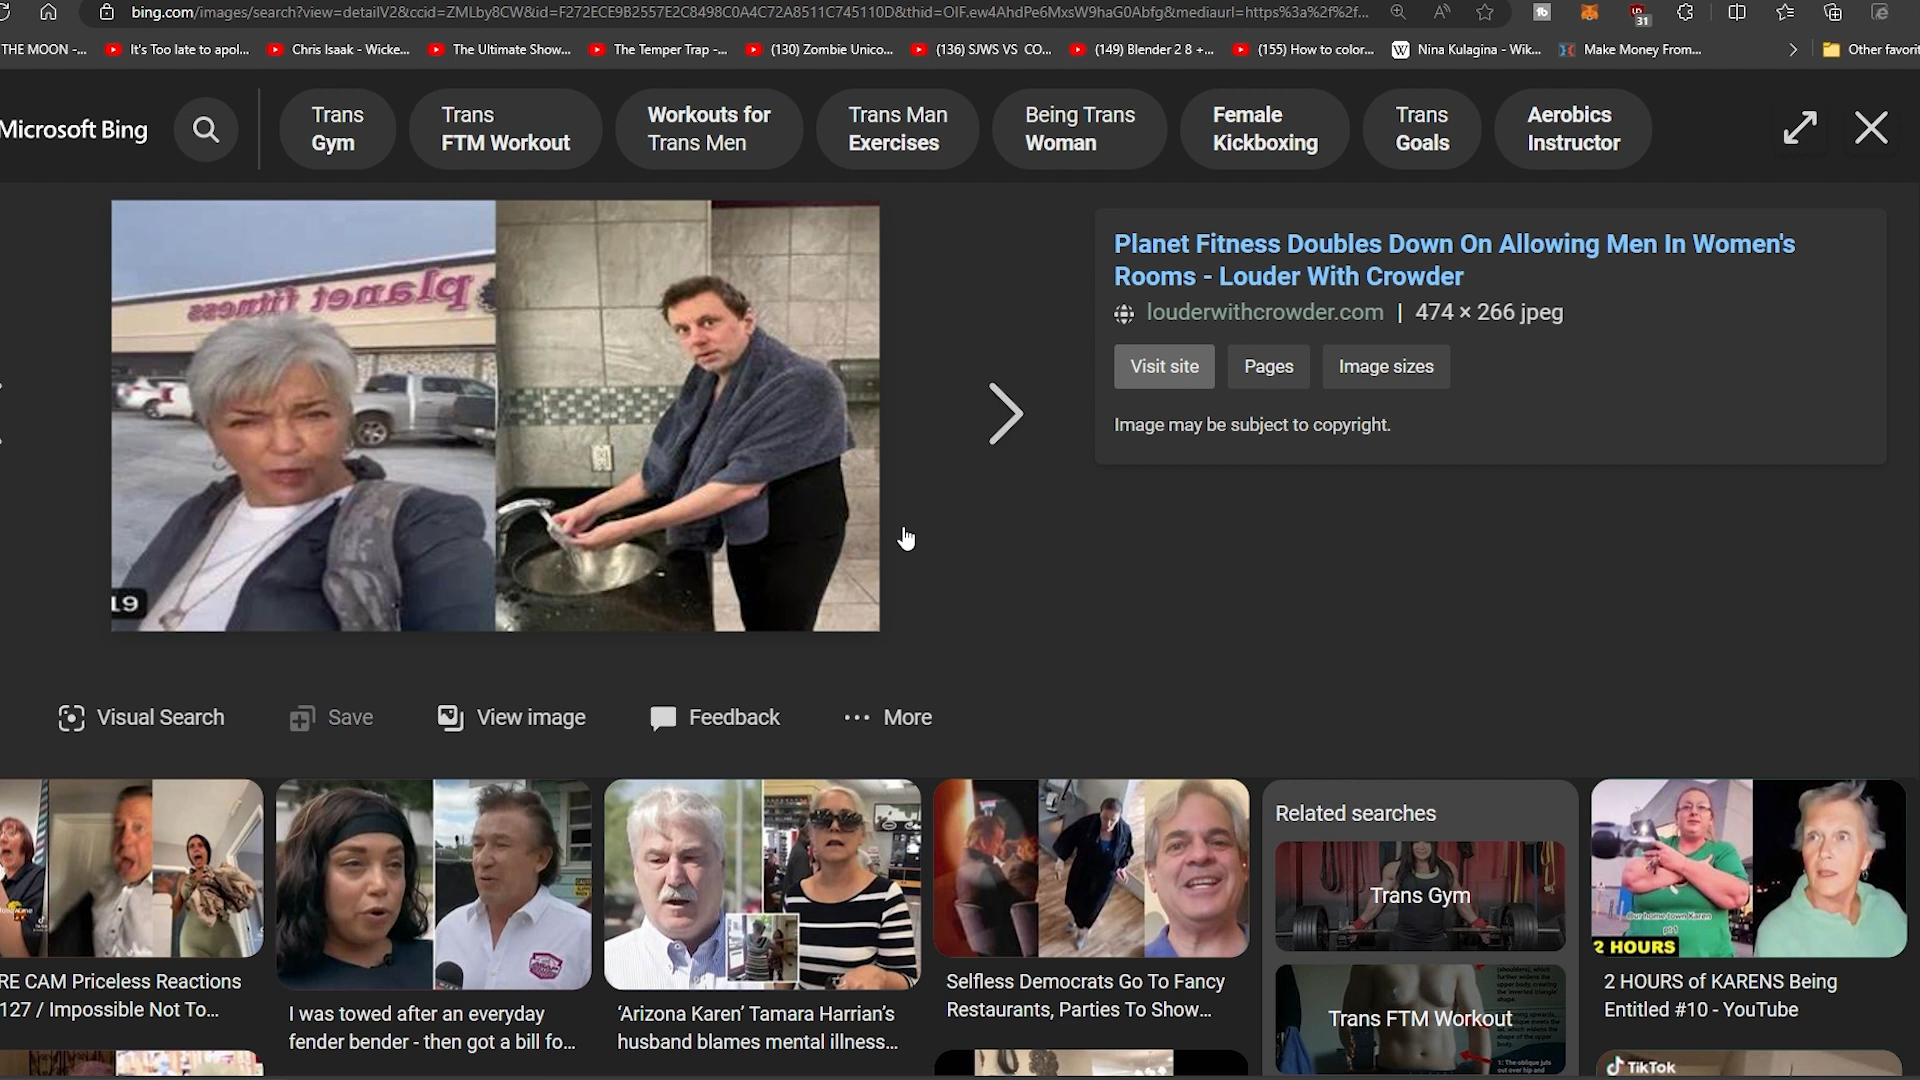 bing.com/images/search?view=detailV2&ccid=ZMLby8CW&id=F272ECE9B2557E2C8498C0A4C72A8511C745110D&thid=OIF.ew4AhdPe6MxsW9haG0Abfg&mediaurl=https%3a%2f%2f...
31
THE MOON -... It's Too late to apol... Chris Isaak - Wicke... The Ultimate Show... The Temper Trap -... (130) Zombie Unico... (136) SJWS VS CO... (149) Blender 2 8 +... (155) How to color... W Nina Kulagina - Wik... Make Money From... Other favorit
Microsoft Bing
Trans
Gym
Trans
FTM Workout
Workouts for
Trans Men
Trans Man
Exercises
Being Trans
Woman
Female
Kickboxing
Trans
Goals
Aerobics
Instructor
planet fitness
19
Planet Fitness Doubles Down On Allowing Men In Women's
Rooms - Louder With Crowder
louderwithcrowder.com | 474 × 266 jpeg
Visit site Pages Image sizes
Image may be subject to copyright.
Visual Search Save View image Feedback ... More
RE CAM Priceless Reactions
127 / Impossible Not To...
I was towed after an everyday
fender bender - then got a bill fo...
‘Arizona Karen’ Tamara Harrian’s
husband blames mental illness...
Selfless Democrats Go To Fancy
Restaurants, Parties To Show...
Related searches
Trans Gym
Trans FTM Workout
Our home town Karen
pt 1
2 HOURS
2 HOURS of KARENS Being
Entitled #10 - YouTube
TikTok